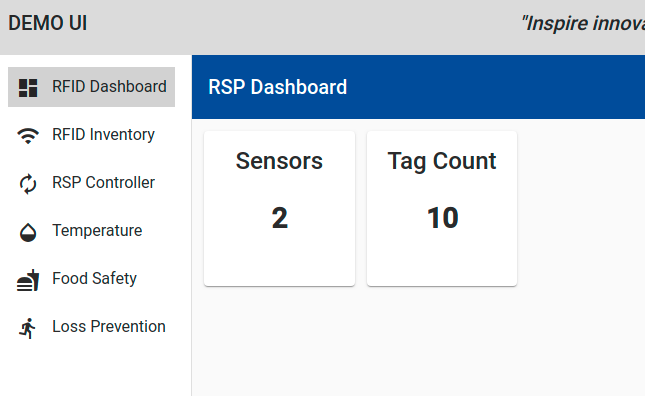 DEMO UI
"Inspire
RFID Dashboard
RFID Inventory
RSP Controller
Temperature
Food Safety
Loss Prevention
RSP Dashboard
Sensors
2
Tag Count
10